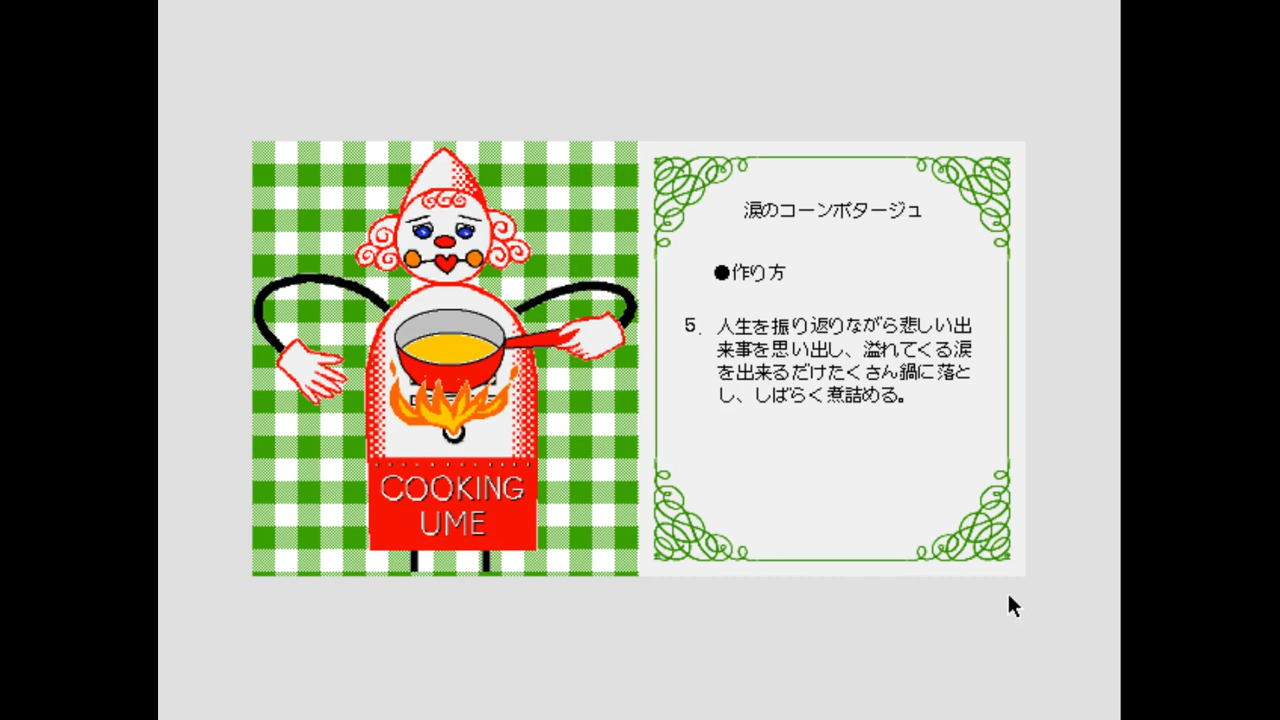 COOKING
UME
涙のコーンポタージュ
●作り方
5. 人生を振り返りながら悲しい出
来事を思い出し、溢れてくる涙
を出来るだけたくさん鍋に落と
し、しばらく煮詰める。